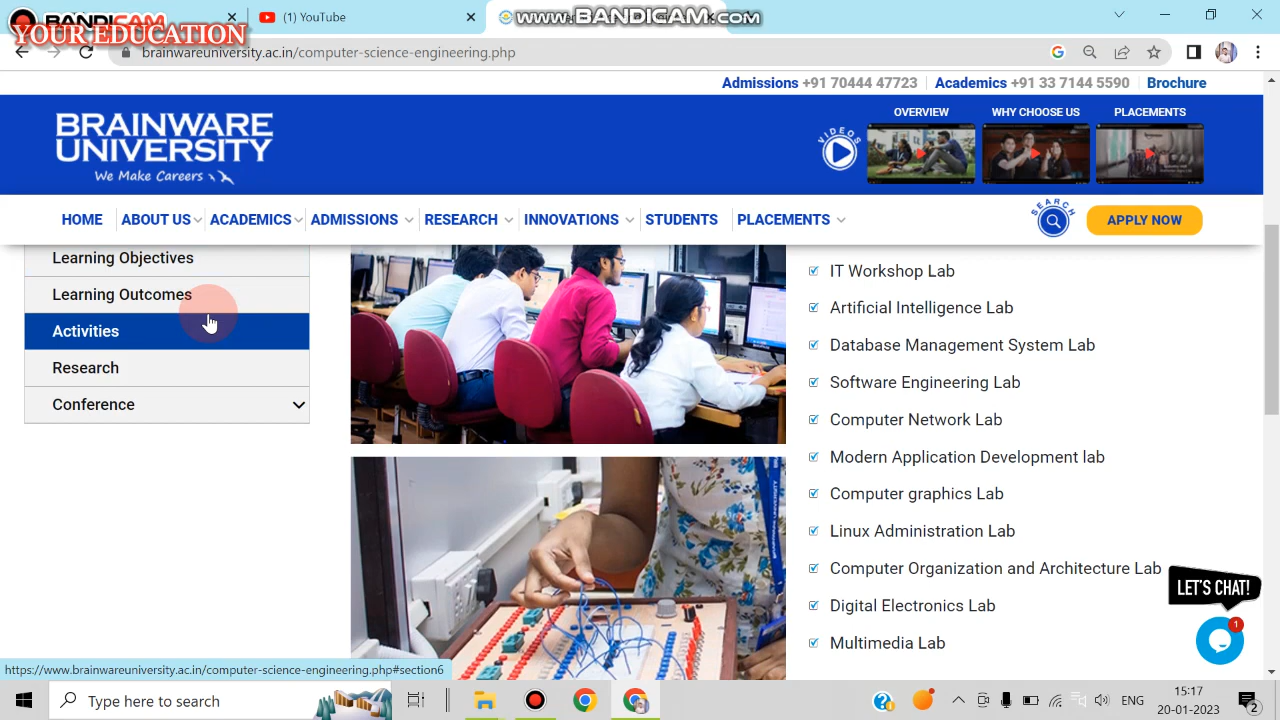 BANDICAM
www.BANDICAM.com
(1) YouTube
YOUR EDUCATION
brainwareuniversity.ac.in/computer-science-engineering.php
Admissions +91 70444 47723 Academics +91 33 7144 5590 Brochure
BRAINWARE
UNIVERSITY
We Make Careers
VIDEOS
OVERVIEW WHY CHOOSE US PLACEMENTS
HOME ABOUT US ACADEMICS ADMISSIONS RESEARCH INNOVATIONS STUDENTS PLACEMENTS SEARCH APPLY NOW
Learning Objectives
Learning Outcomes
Activities
Research
Conference
IT Workshop Lab
Artificial Intelligence Lab
Database Management System Lab
Software Engineering Lab
Computer Network Lab
Modern Application Development lab
Computer graphics Lab
Linux Administration Lab
Computer Organization and Architecture Lab
Digital Electronics Lab
Multimedia Lab
LET'S CHAT!
1
https://www.brainwareuniversity.ac.in/computer-science-engineering.php#section6
Type here to search
ENG
15:17
20-01-2023
2